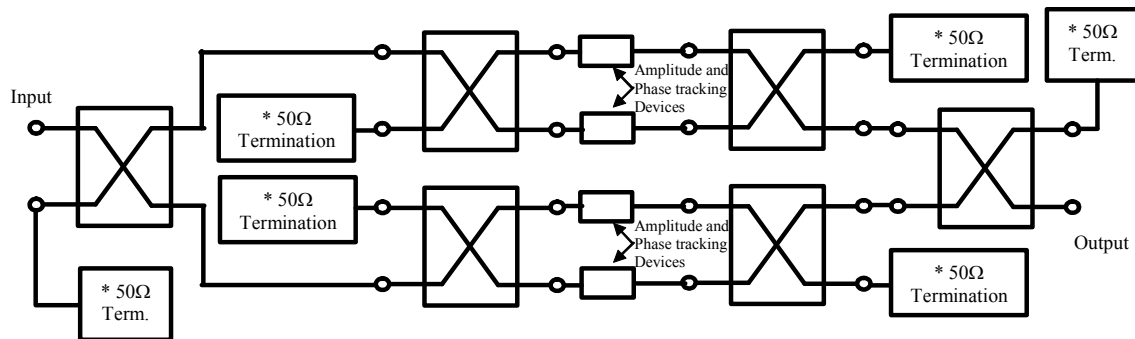 Input
* 50Ω
Term.
* 50Ω
Termination
* 50Ω
Termination
Amplitude and
Phase tracking
Devices
Amplitude and
Phase tracking
Devices
* 50Ω
Termination
* 50Ω
Term.
* 50Ω
Termination
Output